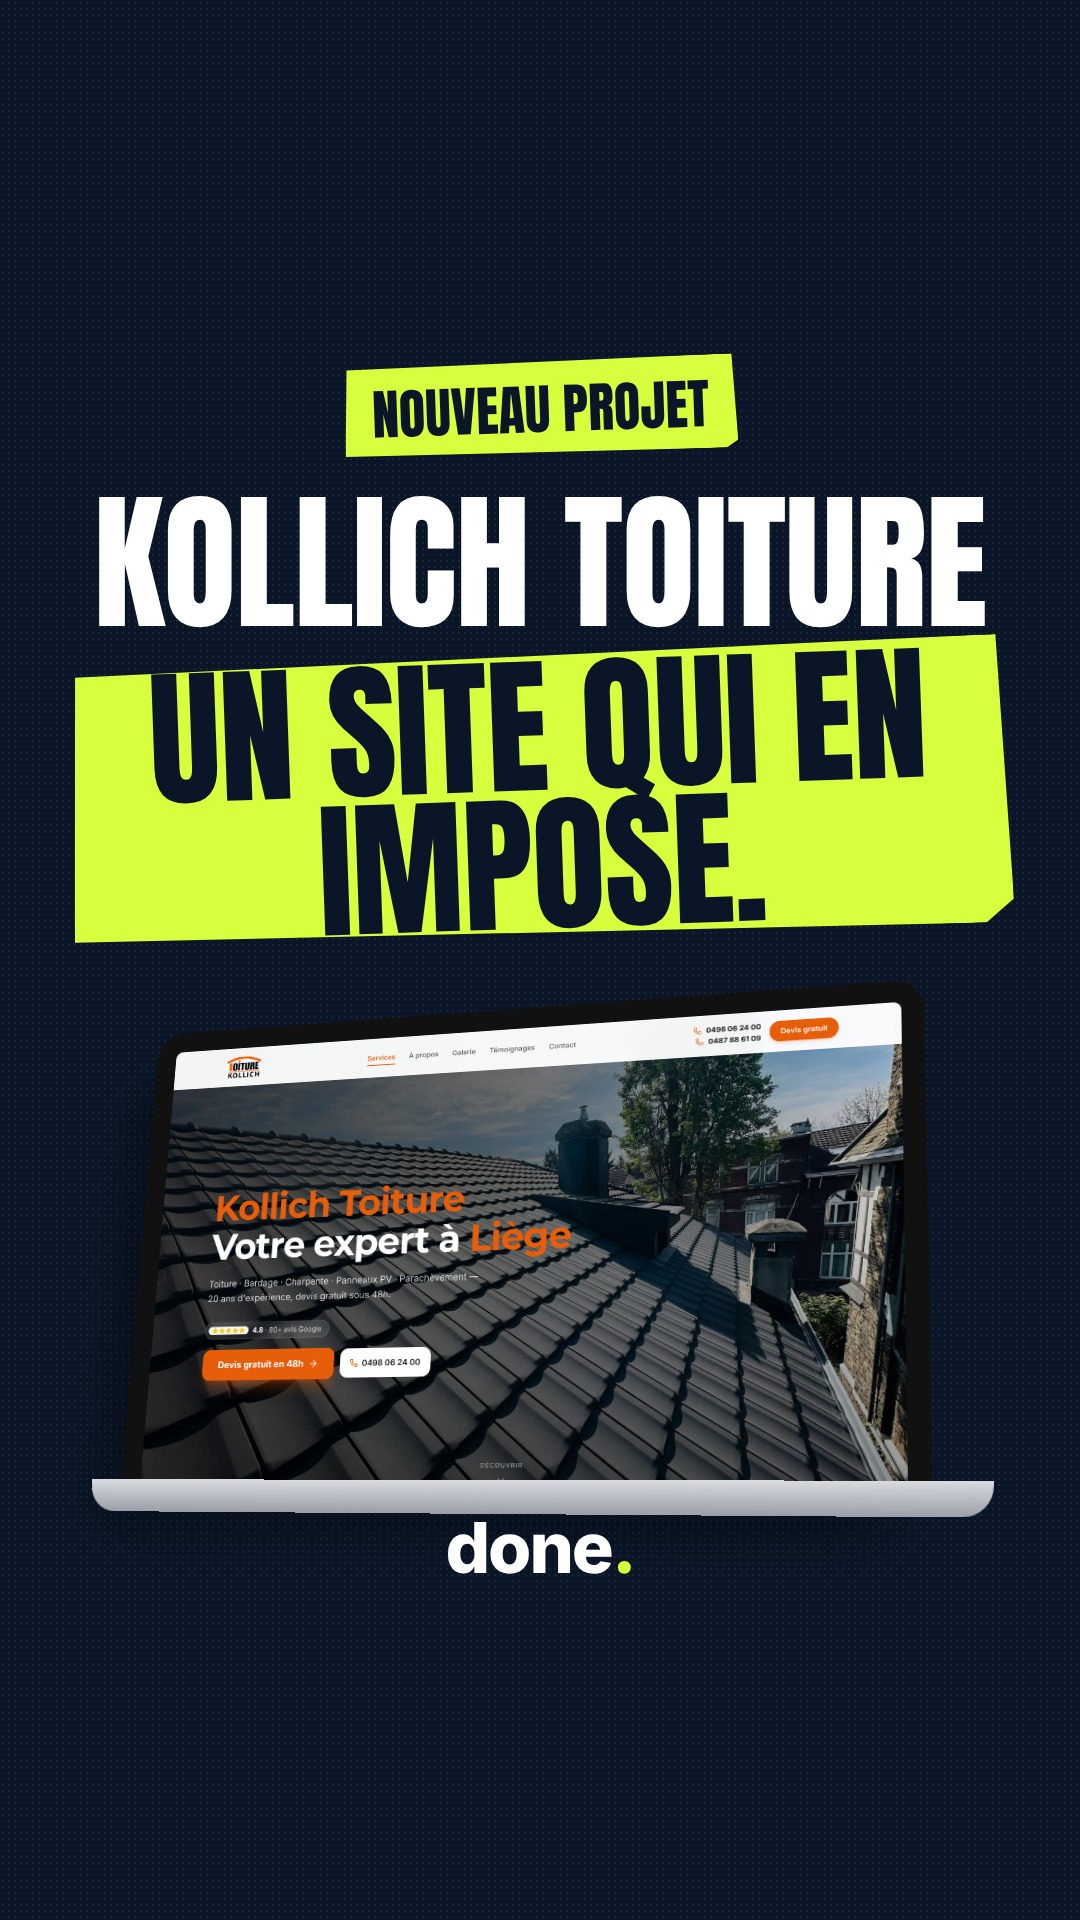 NOUVEAU PROJET
KOLLICH TOITURE
UN SITE QUI EN
IMPOSE.
TOITURE
KOLLICH
Services
À propos
Galerie
Témoignages
Contact
0498 06 24 00
0487 88 61 09
Devis gratuit
Kollich Toiture
Votre expert à Liège
Toiture · Bardage · Charpente · Panneaux PV · Parachèvement —
20 ans d'expérience, devis gratuit sous 48h.
4.8 · 80+ avis Google
Devis gratuit en 48h →
0498 06 24 00
DÉCOUVRIR
done.